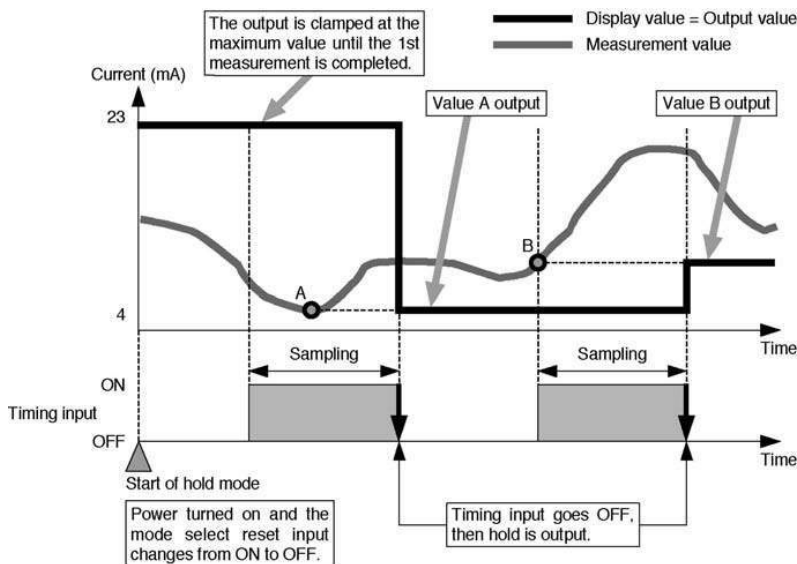 The output is clamped at the
maximum value until the 1st
measurement is completed.
Display value = Output value
Measurement value
Current (mA)
23
Value A output
Value B output
B
A
4
Time
Sampling
Sampling
ON
Timing input
OFF
Time
Start of hold mode
Power turned on and the
mode select reset input
changes from ON to OFF.
Timing input goes OFF,
then hold is output.